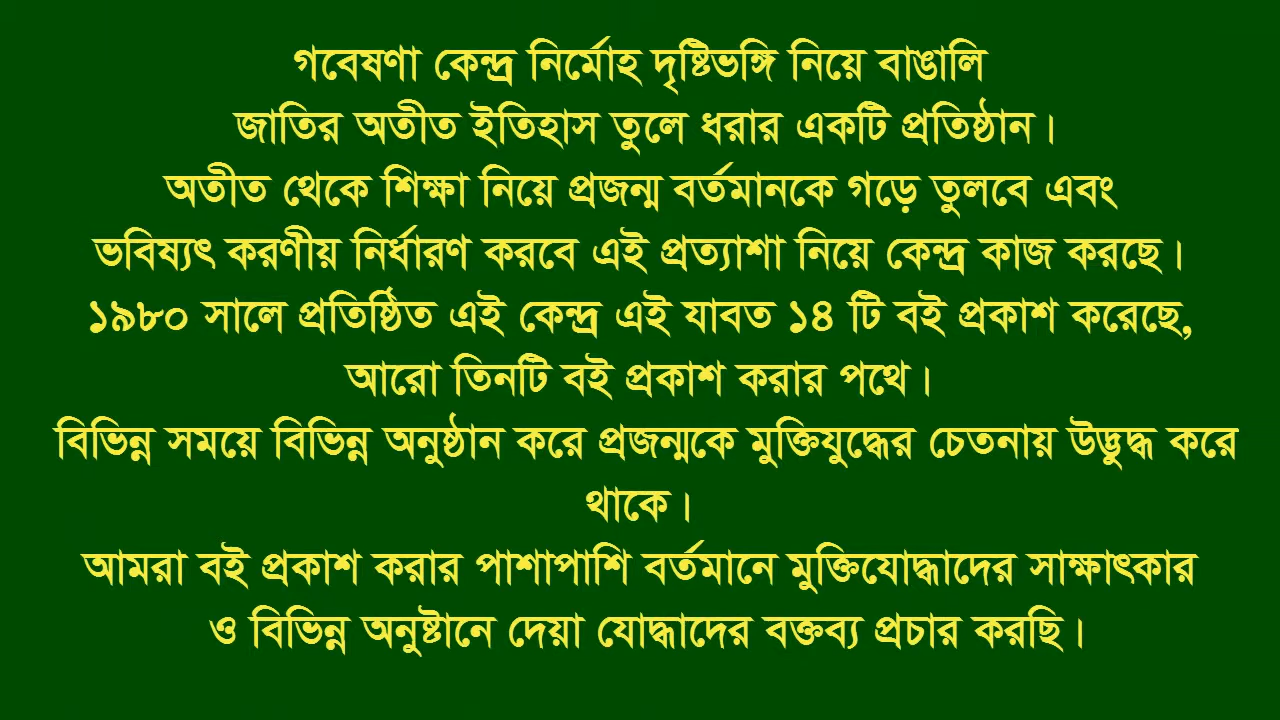 গবেষণা কেন্দ্র নির্মোহ দৃষ্টিভঙ্গি নিয়ে বাঙালি
জাতির অতীত ইতিহাস তুলে ধরার একটি প্রতিষ্ঠান।
অতীত থেকে শিক্ষা নিয়ে প্রজন্ম বর্তমানকে গড়ে তুলবে এবং
ভবিষ্যৎ করণীয় নির্ধারণ করবে এই প্রত্যাশা নিয়ে কেন্দ্র কাজ করছে।
১৯৮০ সালে প্রতিষ্ঠিত এই কেন্দ্র এই যাবত ১৪ টি বই প্রকাশ করেছে,
আরো তিনটি বই প্রকাশ করার পথে।
বিভিন্ন সময়ে বিভিন্ন অনুষ্ঠান করে প্রজন্মকে মুক্তিযুদ্ধের চেতনায় উদ্ভুদ্ধ করে
থাকে।
আমরা বই প্রকাশ করার পাশাপাশি বর্তমানে মুক্তিযোদ্ধাদের সাক্ষাৎকার
ও বিভিন্ন অনুষ্টানে দেয়া যোদ্ধাদের বক্তব্য প্রচার করছি।